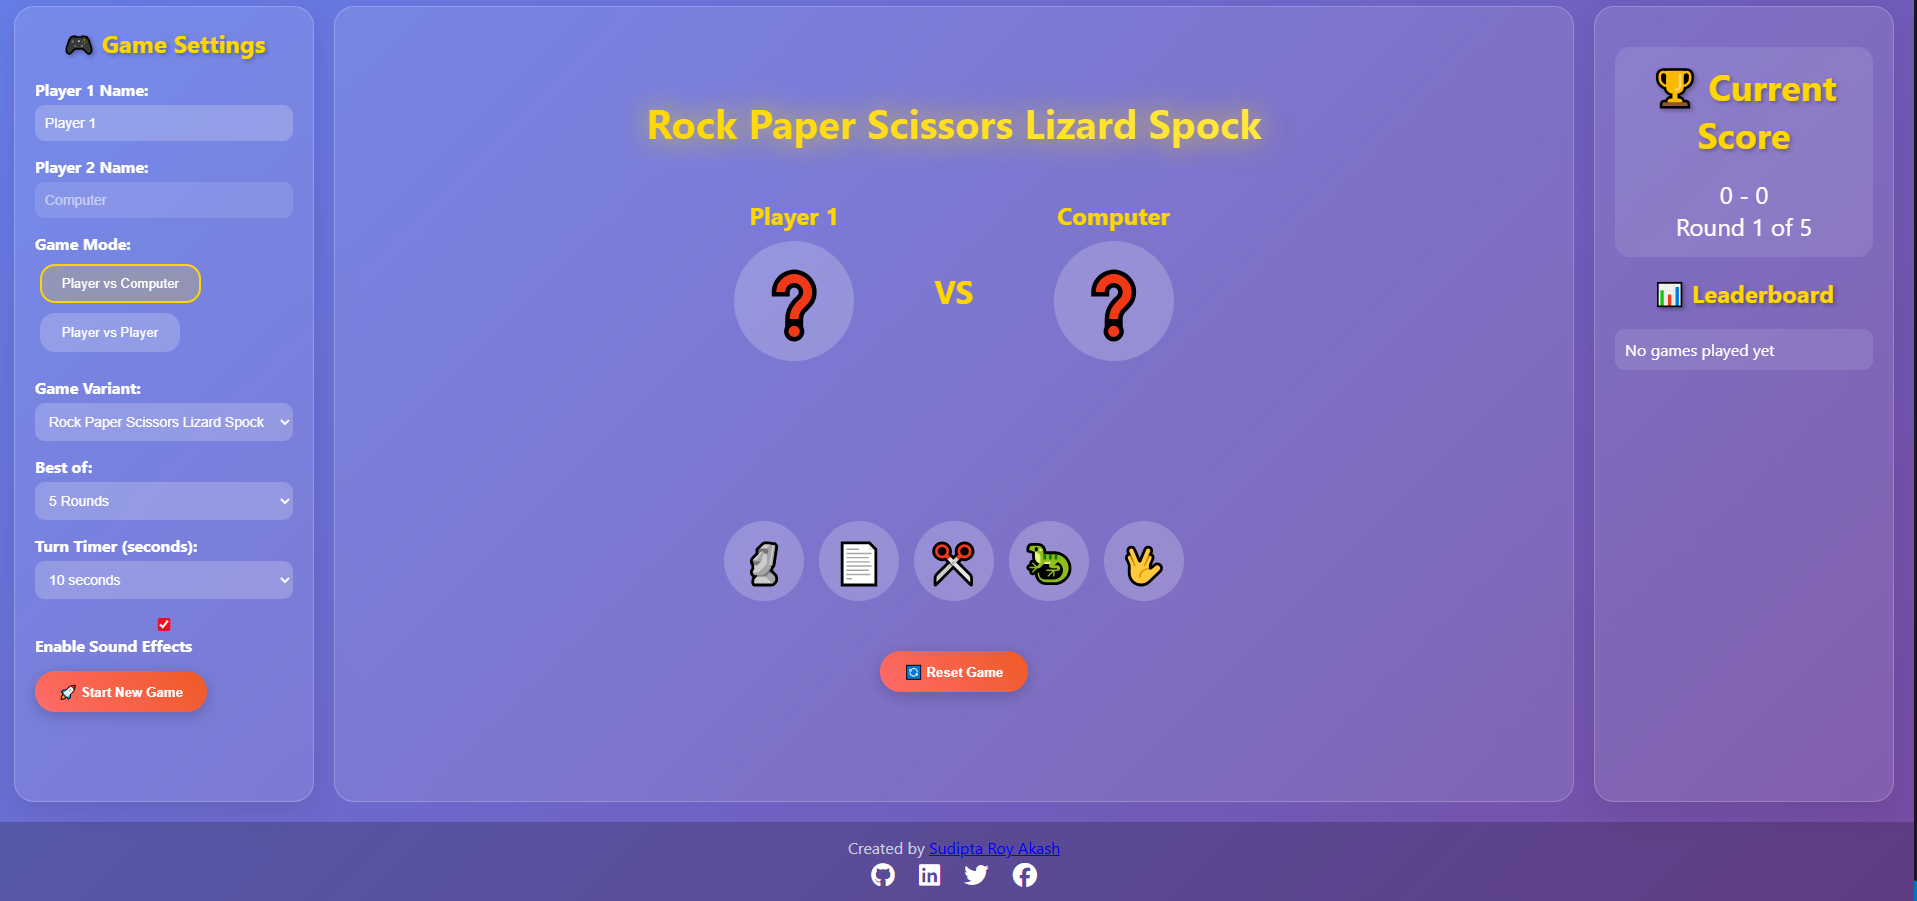 Game Settings
Player 1 Name:
Player 1
Player 2 Name:
Computer
Game Mode:
Player vs Computer
Player vs Player
Game Variant:
Rock Paper Scissors Lizard Spock
Best of:
5 Rounds
Turn Timer (seconds):
10 seconds
Enable Sound Effects
Start New Game
Rock Paper Scissors Lizard Spock
Player 1
Computer
VS
Reset Game
Current
Score
0 - 0
Round 1 of 5
Leaderboard
No games played yet
Created by Sudipta Roy Akash